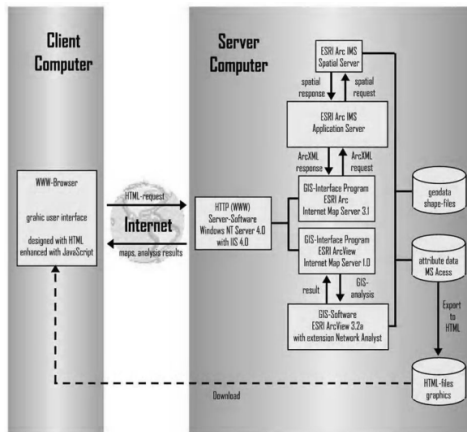 Client
Computer
Server
Computer
ESRI Arc IMS
Spatial Server
spatial
response
spatial
request
ESRI Arc IMS
Application Server
ArcXML
response
ArcXML
request
WWW-Browser
grahic user interface
designed with HTML
enhanced with JavaScript
HTML-request
Internet
maps, analysis results
HTTP (WWW)
Server-Software
Windows NT Server 4.0
with IIS 4.0
GIS-Interface Program
ESRI Arc
Internet Map Server 3.1
GIS-Interface Program
ESRI ArcView
Internet Map Server 1.0
result
GIS-
analysis
GIS-Software
ESRI ArcView 3.2a
with extension Network Analyst
geodata
shape-files
attribute data
MS Acess
Export
to
HTML
HTML-files
graphics
Download